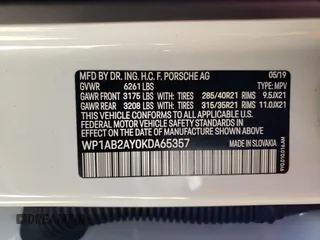 MFD BY DR. ING. H.C. F. PORSCHE AG 05/19
GVWR 6261 LBS TYPE: MPV
GAWR FRONT 3175 LBS WITH TIRES 285/40R21 RIMS 9.5JX21
GAWR REAR 3208 LBS WITH TIRES 315/35R21 RIMS 11.0JX21
THIS VEHICLE CONFORMS TO ALL APPLICABLE U.S. FEDERAL
MOTOR VEHICLE SAFETY STANDARDS IN EFFECT ON THE
DATE OF MANUFACTURE SHOWN ABOVE.
WP1AB2AY0KDA65357 MADE IN SLOVAKIA